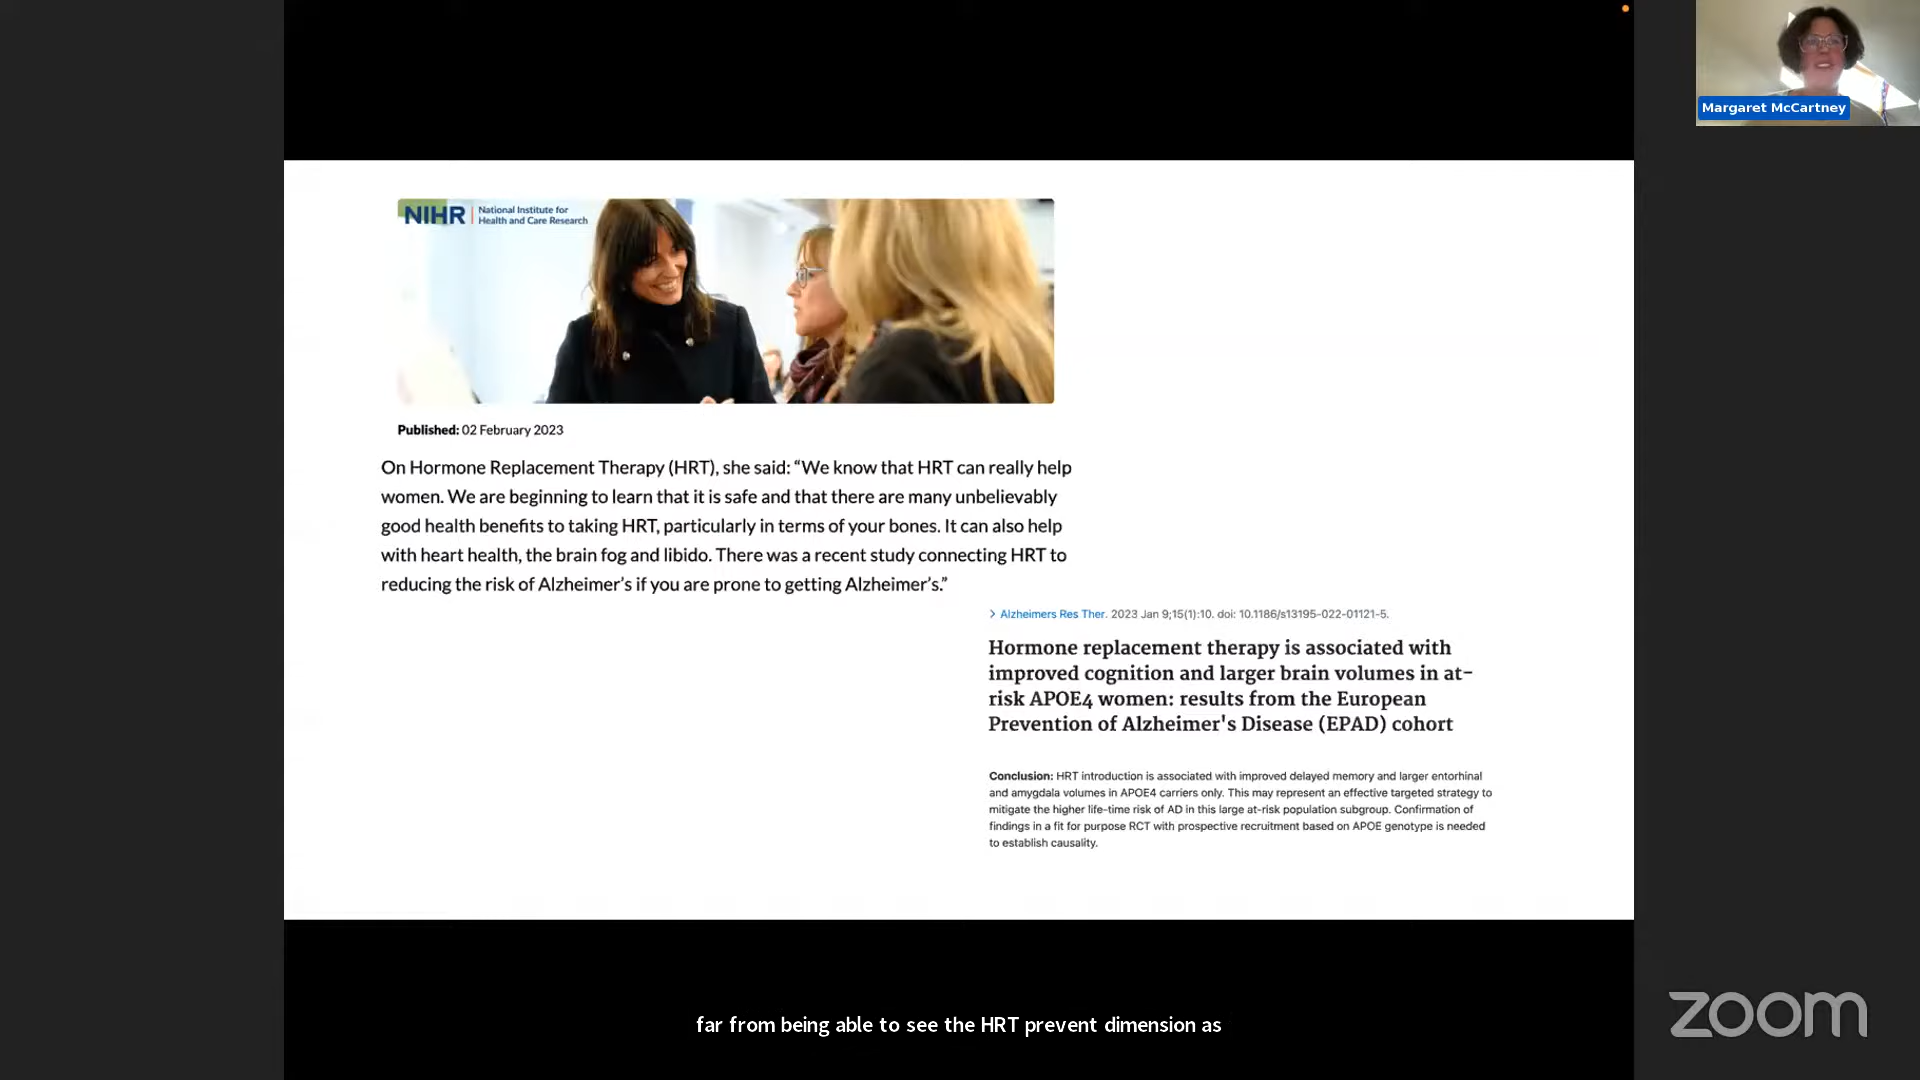 Margaret McCartney
NIHR | National Institute for
Health and Care Research
Published: 02 February 2023
On Hormone Replacement Therapy (HRT), she said: “We know that HRT can really help
women. We are beginning to learn that it is safe and that there are many unbelievably
good health benefits to taking HRT, particularly in terms of your bones. It can also help
with heart health, the brain fog and libido. There was a recent study connecting HRT to
reducing the risk of Alzheimer’s if you are prone to getting Alzheimer’s.”
> Alzheimers Res Ther. 2023 Jan 9;15(1):10. doi: 10.1186/s13195-022-01121-5.
Hormone replacement therapy is associated with
improved cognition and larger brain volumes in at-
risk APOE4 women: results from the European
Prevention of Alzheimer's Disease (EPAD) cohort
Conclusion: HRT introduction is associated with improved delayed memory and larger entorhinal
and amygdala volumes in APOE4 carriers only. This may represent an effective targeted strategy to
mitigate the higher life-time risk of AD in this large at-risk population subgroup. Confirmation of
findings in a fit for purpose RCT with prospective recruitment based on APOE genotype is needed
to establish causality.
far from being able to see the HRT prevent dimension as
zoom